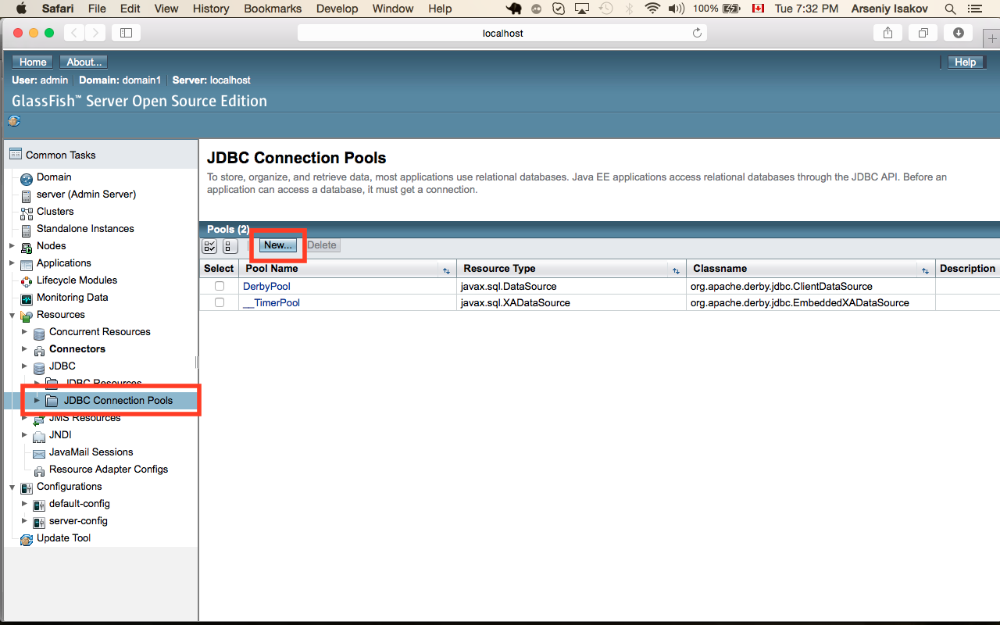 Safari File Edit View History Bookmarks Develop Window Help 100% Tue 7:32 PM Arseniy Isakov
localhost
Home About... Help
User: admin Domain: domain1 Server: localhost
GlassFish™ Server Open Source Edition
Common Tasks
Domain
server (Admin Server)
Clusters
Standalone Instances
Nodes
Applications
Lifecycle Modules
Monitoring Data
Resources
Concurrent Resources
Connectors
JDBC
JDBC Resources
JDBC Connection Pools
JMS Resources
JNDI
JavaMail Sessions
Resource Adapter Configs
Configurations
default-config
server-config
Update Tool
JDBC Connection Pools
To store, organize, and retrieve data, most applications use relational databases. Java EE applications access relational databases through the JDBC API. Before an
application can access a database, it must get a connection.
Pools (2)
New... Delete
Select Pool Name Resource Type Classname Description
DerbyPool javax.sql.DataSource org.apache.derby.jdbc.ClientDataSource
__TimerPool javax.sql.XADataSource org.apache.derby.jdbc.EmbeddedXADataSource